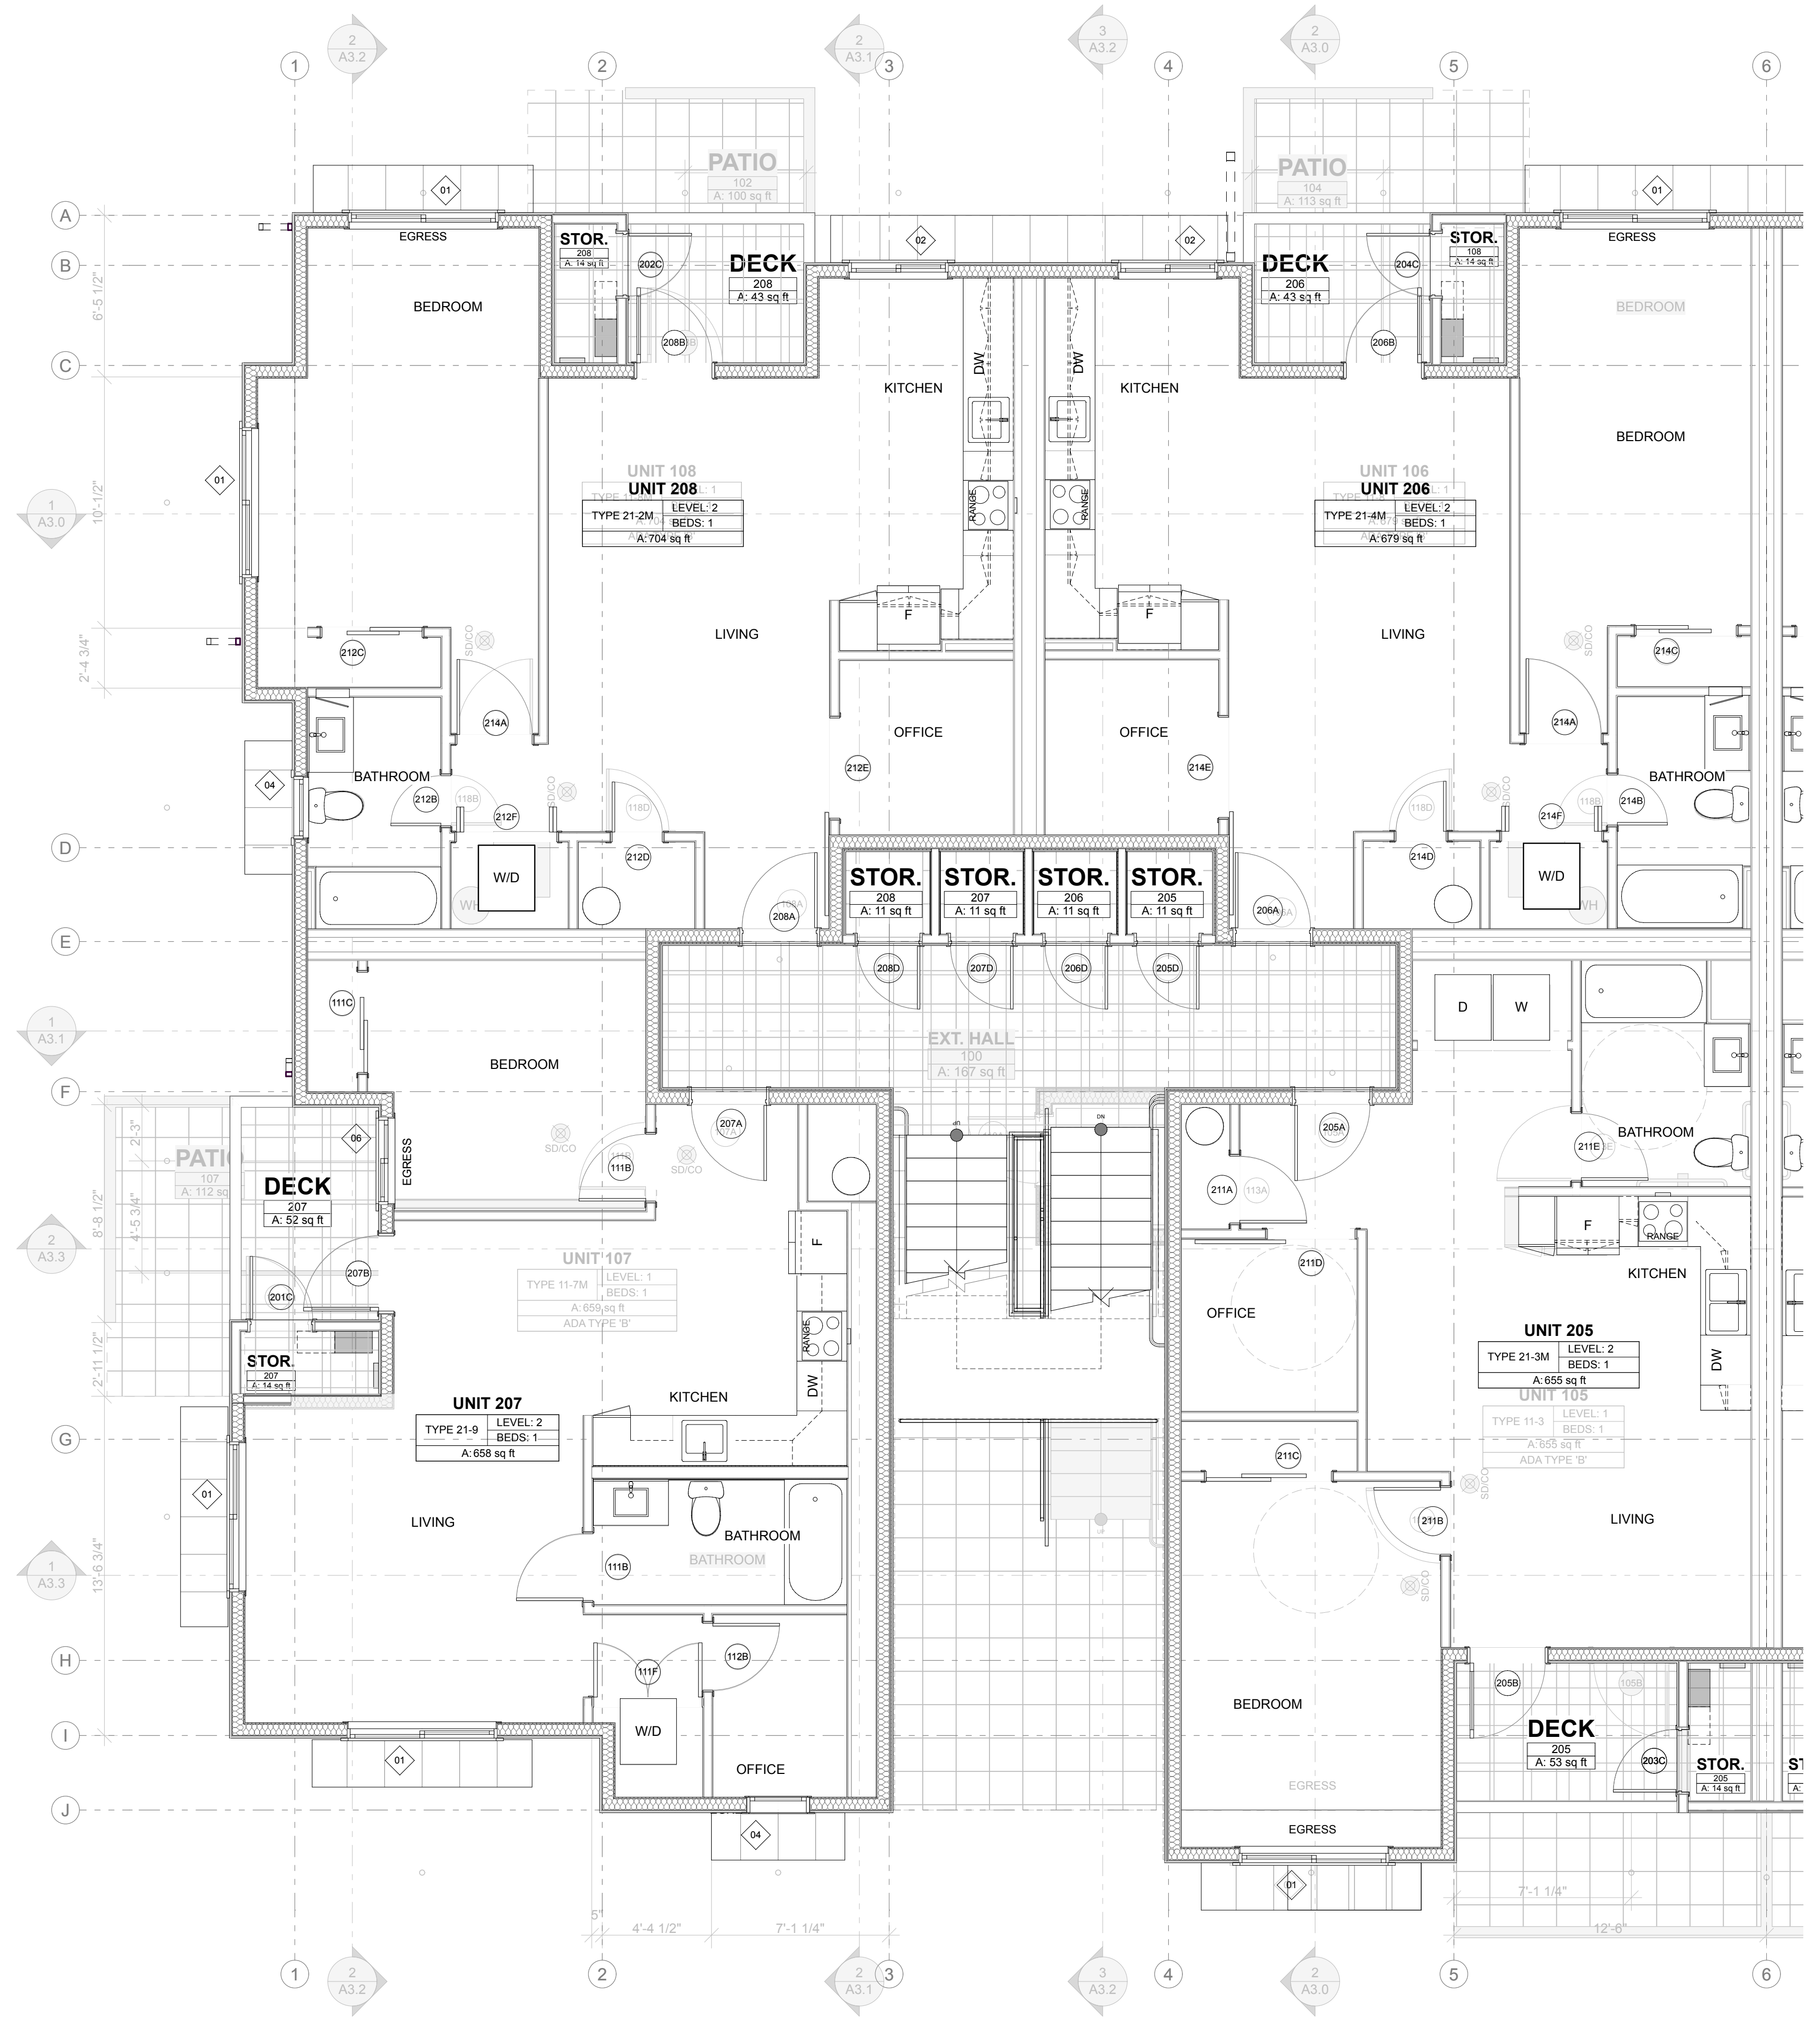 2
A3.2
2
A3.1
3
A3.2
2
A3.0
1
2
3
4
5
6
PATIO
102
A: 100 sq ft
PATIO
104
A: 113 sq ft
01
01
A
EGRESS
STOR.
208
A: 14 sq ft
202C
DECK
208
A: 43 sq ft
02
02
DECK
206
A: 43 sq ft
204C
STOR.
108
A: 14 sq ft
EGRESS
B
6'-5 1/2"
BEDROOM
BEDROOM
208B
206B
C
KITCHEN
DW
DW
KITCHEN
BEDROOM
01
UNIT 108
UNIT 208
TYPE 21-2M
LEVEL: 2
BEDS: 1
A: 704 sq ft
RANGE
RANGE
UNIT 106
UNIT 206
TYPE 21-4M
LEVEL: 2
BEDS: 1
A: 679 sq ft
1
A3.0
10'-1/2"
F
F
LIVING
LIVING
212C
SD/CO
SD/CO
214C
2'-4 3/4"
214A
OFFICE
OFFICE
214A
212E
214E
04
BATHROOM
212B
118B
212F
SD/CO
118D
118D
SD/CO
214F
118B
214B
BATHROOM
D
212D
214D
W/D
WH
W/D
WH
STOR.
208
A: 11 sq ft
STOR.
207
A: 11 sq ft
STOR.
206
A: 11 sq ft
STOR.
205
A: 11 sq ft
208A
206A
E
208D
207D
206D
205D
111C
D
W
1
A3.1
EXT. HALL
100
A: 167 sq ft
BEDROOM
F
06
EGRESS
2'-3"
207A
UP
DN
205A
BATHROOM
211E
PATIO
107
A: 112 sq
SD/CO
SD/CO
111B
DECK
207
A: 52 sq ft
211A
113A
8'-8 1/2"
4'-5 3/4"
2
A3.3
F
F
RANGE
UNIT 107
TYPE 11-7M
LEVEL: 1
BEDS: 1
A: 659 sq ft
ADA TYPE 'B'
207B
201C
211D
KITCHEN
OFFICE
RANGE
UNIT 205
TYPE 21-3M
LEVEL: 2
BEDS: 1
A: 655 sq ft
DW
2'-11 1/2"
STOR.
207
A: 14 sq ft
DW
KITCHEN
UNIT 207
TYPE 21-9
LEVEL: 2
BEDS: 1
A: 658 sq ft
UNIT 105
TYPE 11-3
LEVEL: 1
BEDS: 1
A: 655 sq ft
ADA TYPE 'B'
G
211C
SD/CO
01
LIVING
BATHROOM
BATHROOM
UP
211B
LIVING
13'-6 3/4"
1
A3.3
111B
SD/CO
H
112B
111F
205B
105B
BEDROOM
I
W/D
DECK
205
A: 53 sq ft
203C
STOR.
205
A: 14 sq ft
ST
A:
01
OFFICE
EGRESS
J
04
EGRESS
01
7'-1 1/4"
5"
4'-4 1/2"
7'-1 1/4"
12'-6"
1
2
3
4
5
6
2
A3.2
2
A3.1
3
A3.2
2
A3.0